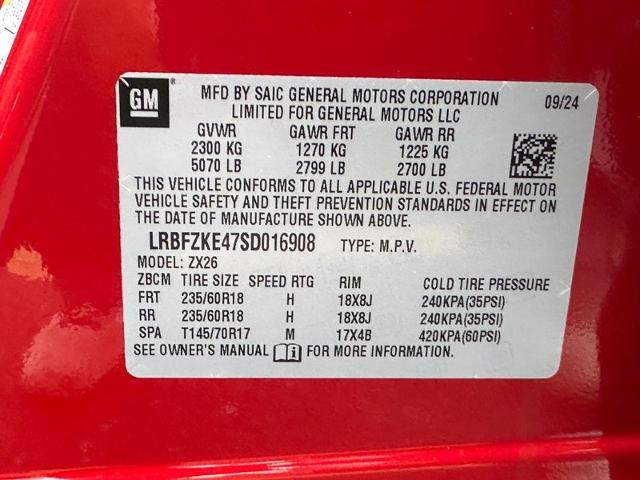 GM
MFD BY SAIC GENERAL MOTORS CORPORATION
LIMITED FOR GENERAL MOTORS LLC
09/24
GVWR GAWR FRT GAWR RR
2300 KG 1270 KG 1225 KG
5070 LB 2799 LB 2700 LB
THIS VEHICLE CONFORMS TO ALL APPLICABLE U.S. FEDERAL MOTOR
VEHICLE SAFETY AND THEFT PREVENTION STANDARDS IN EFFECT ON
THE DATE OF MANUFACTURE SHOWN ABOVE.
LRBFZKE47SD016908 TYPE: M.P.V.
MODEL: ZX26
ZBCM TIRE SIZE SPEED RTG RIM COLD TIRE PRESSURE
FRT 235/60R18 H 18X8J 240KPA(35PSI)
RR 235/60R18 H 18X8J 240KPA(35PSI)
SPA T145/70R17 M 17X4B 420KPA(60PSI)
SEE OWNER'S MANUAL i FOR MORE INFORMATION.